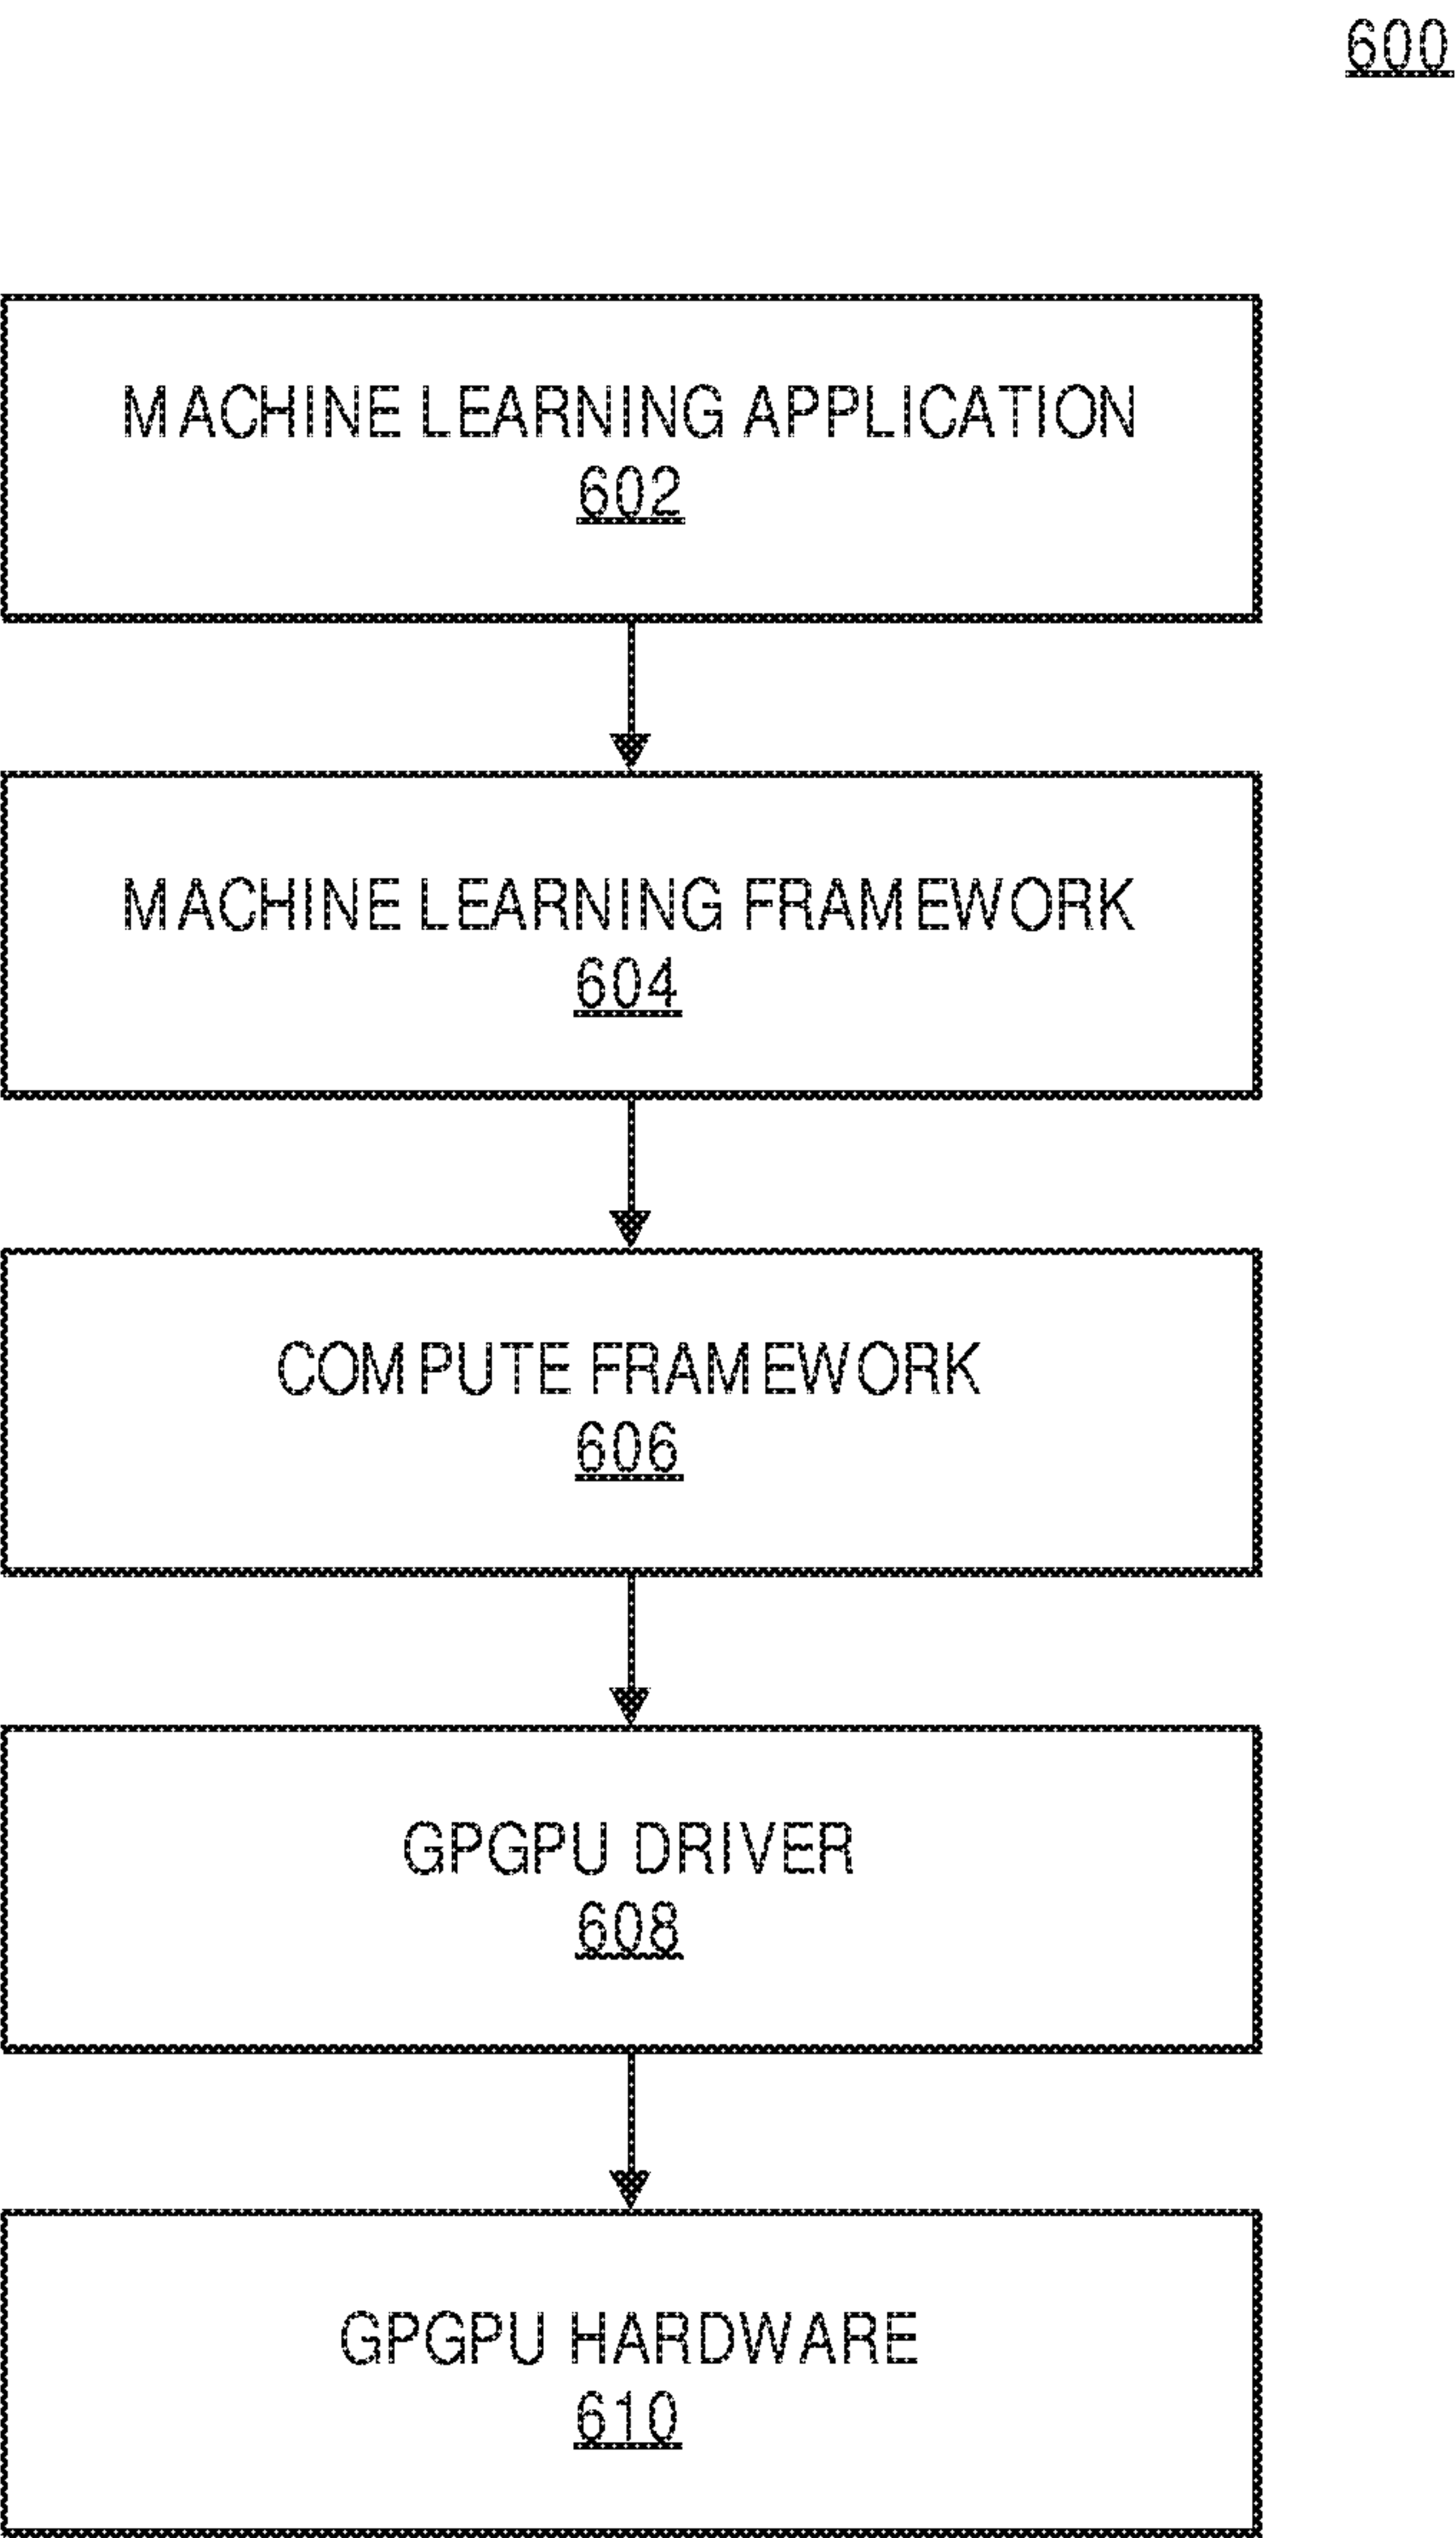 600
MACHINE LEARNING APPLICATION
602
MACHINE LEARNING FRAMEWORK
604
COMPUTE FRAMEWORK
606
GPGPU DRIVER
608
GPGPU HARDWARE
610